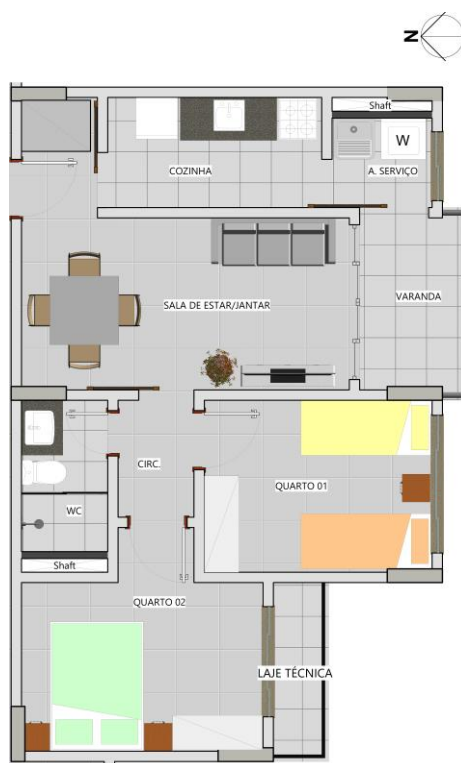 N
Shaft
W
COZINHA
A. SERVIÇO
VARANDA
SALA DE ESTAR/JANTAR
CIRC.
QUARTO 01
WC
Shaft
QUARTO 02
LAJE TÉCNICA